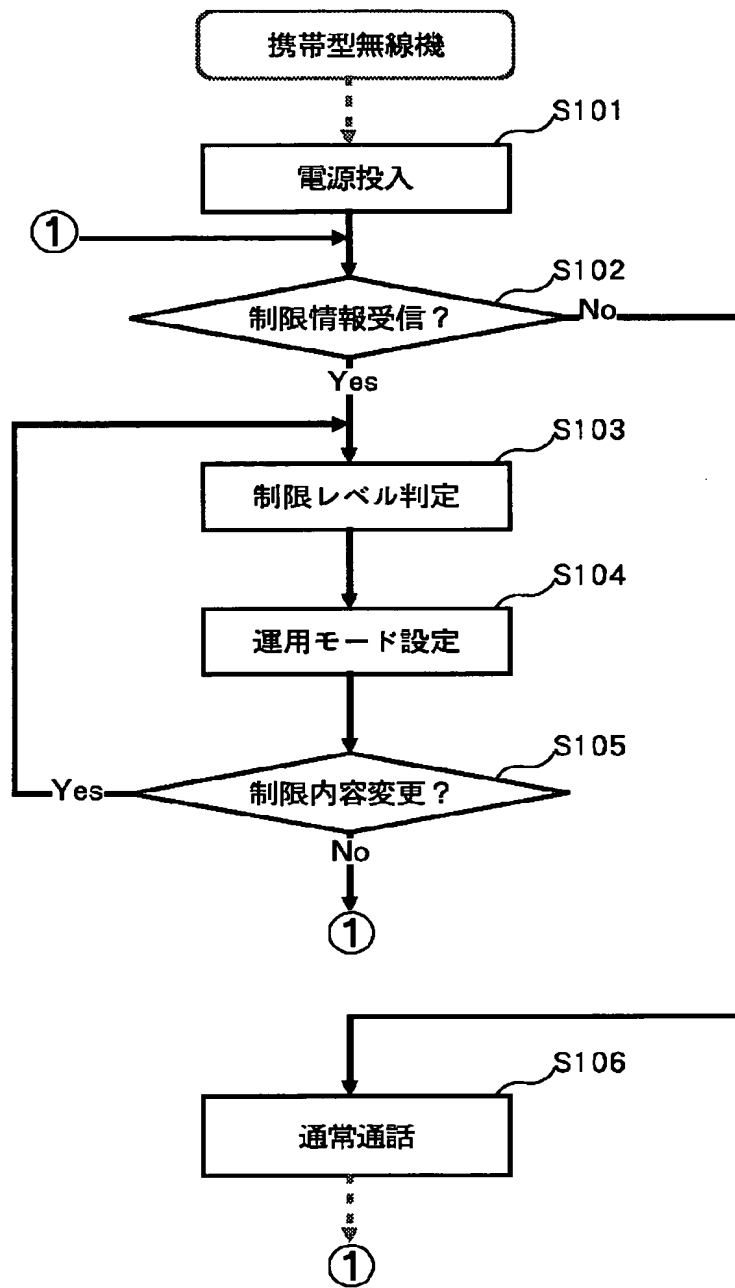 携帯型無線機
S101
電源投入
①
S102
制限情報受信？
No
Yes
S103
制限レベル判定
S104
運用モード設定
S105
制限内容変更？
Yes
No
①
S106
通常通話
①